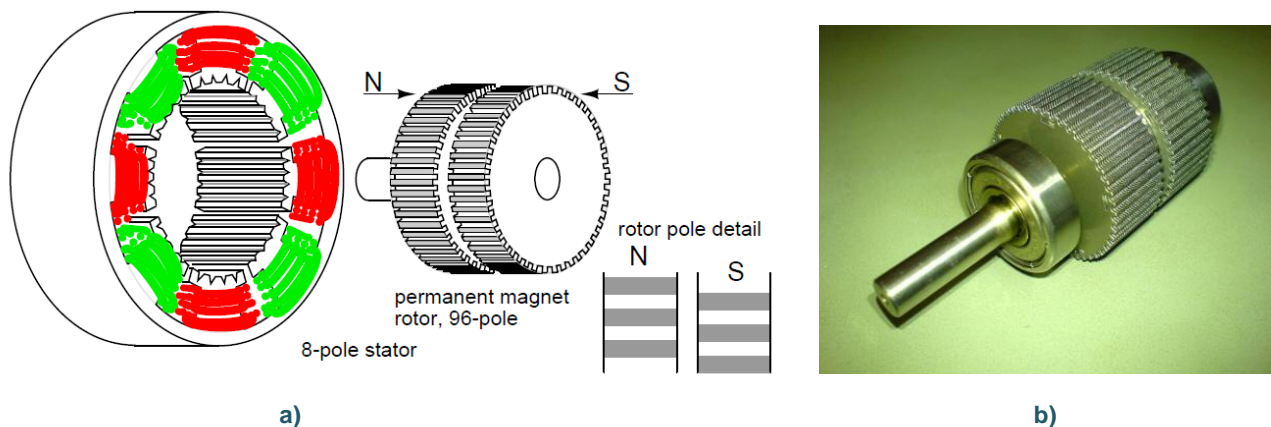 N
S
rotor pole detail
N
S
permanent magnet
rotor, 96-pole
8-pole stator
a)
b)